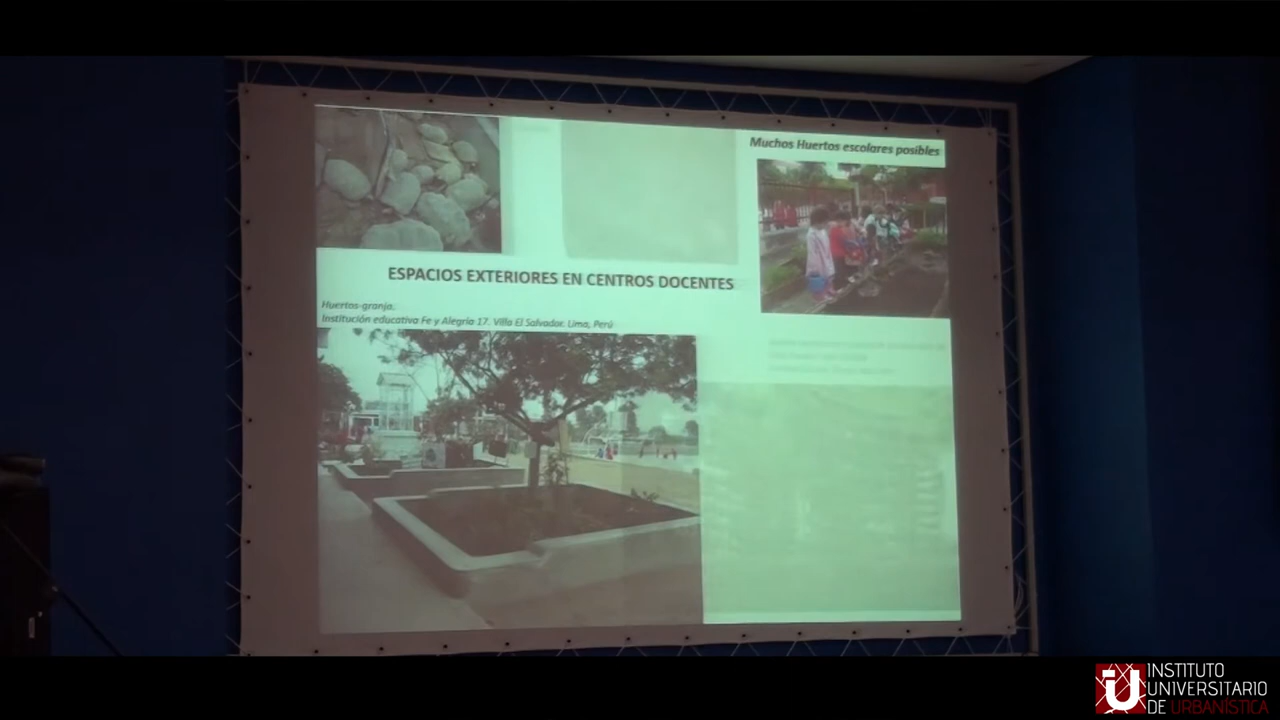 Muchos Huertos escolares posibles
ESPACIOS EXTERIORES EN CENTROS DOCENTES
Huertos-granja.
Institución educativa Fe y Alegría 17. Villa El Salvador. Lima, Perú
INSTITUTO
UNIVERSITARIO
DE URBANÍSTICA